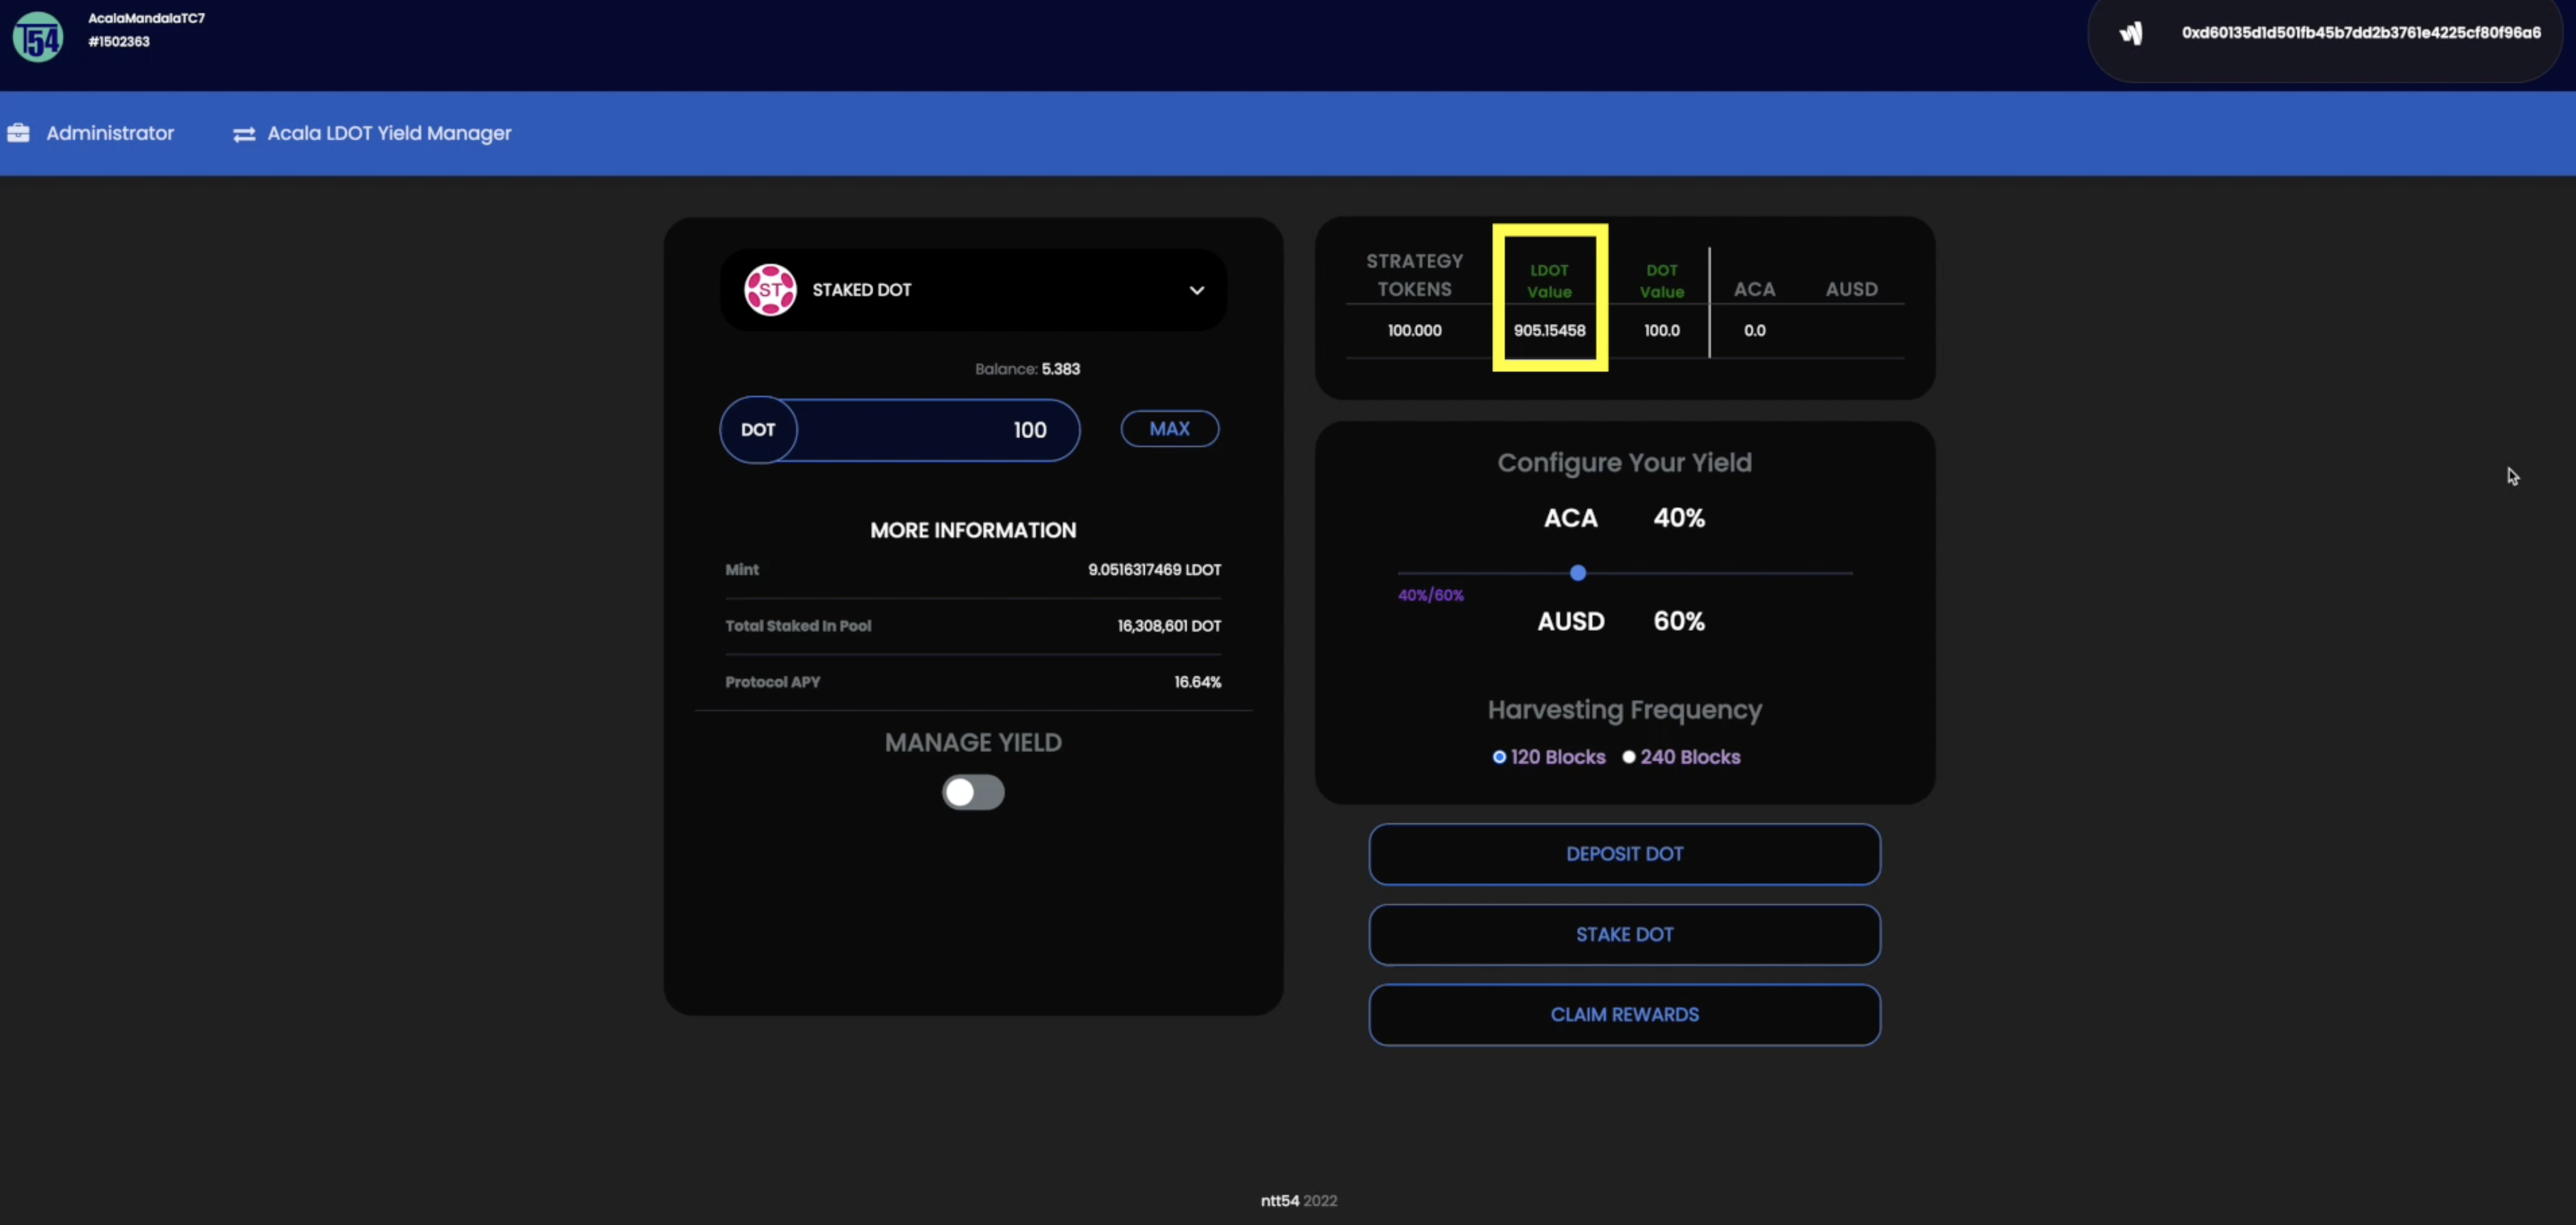 T54
AcalaMandalaTC7
#1502363
0xd60135d1d501fb45b7dd2b3761e4225cf80f96a6
Administrator
Acala LDOT Yield Manager
ST
STAKED DOT
Balance: 5.383
DOT
100
MAX
MORE INFORMATION
Mint
9.0516317469 LDOT
Total Staked In Pool
16,308,601 DOT
Protocol APY
16.64%
MANAGE YIELD
STRATEGY
TOKENS
LDOT
Value
DOT
Value
ACA
AUSD
100.000
905.15458
100.0
0.0
Configure Your Yield
ACA 40%
40%/60%
AUSD 60%
Harvesting Frequency
120 Blocks 240 Blocks
DEPOSIT DOT
STAKE DOT
CLAIM REWARDS
ntt54 2022